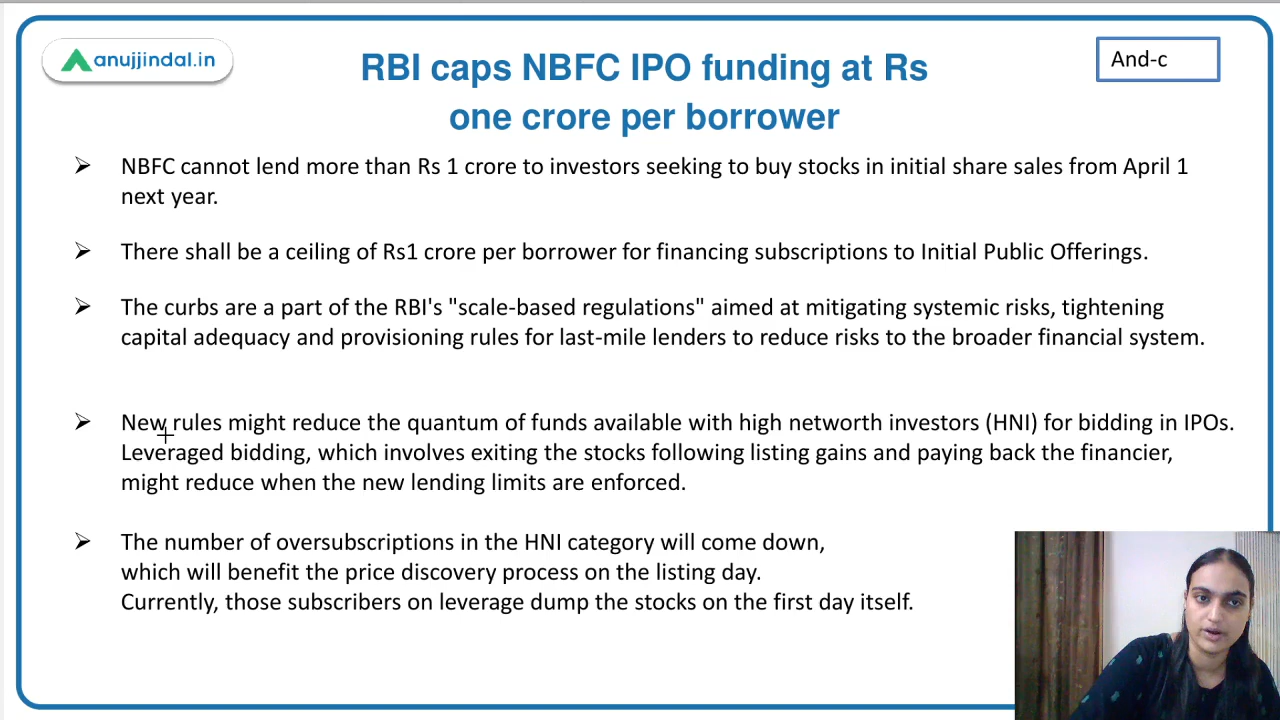 anujjindal.in
RBI caps NBFC IPO funding at Rs
one crore per borrower
And-c
NBFC cannot lend more than Rs 1 crore to investors seeking to buy stocks in initial share sales from April 1
next year.
There shall be a ceiling of Rs1 crore per borrower for financing subscriptions to Initial Public Offerings.
The curbs are a part of the RBI's "scale-based regulations" aimed at mitigating systemic risks, tightening
capital adequacy and provisioning rules for last-mile lenders to reduce risks to the broader financial system.
New rules might reduce the quantum of funds available with high networth investors (HNI) for bidding in IPOs.
Leveraged bidding, which involves exiting the stocks following listing gains and paying back the financier,
might reduce when the new lending limits are enforced.
The number of oversubscriptions in the HNI category will come down,
which will benefit the price discovery process on the listing day.
Currently, those subscribers on leverage dump the stocks on the first day itself.